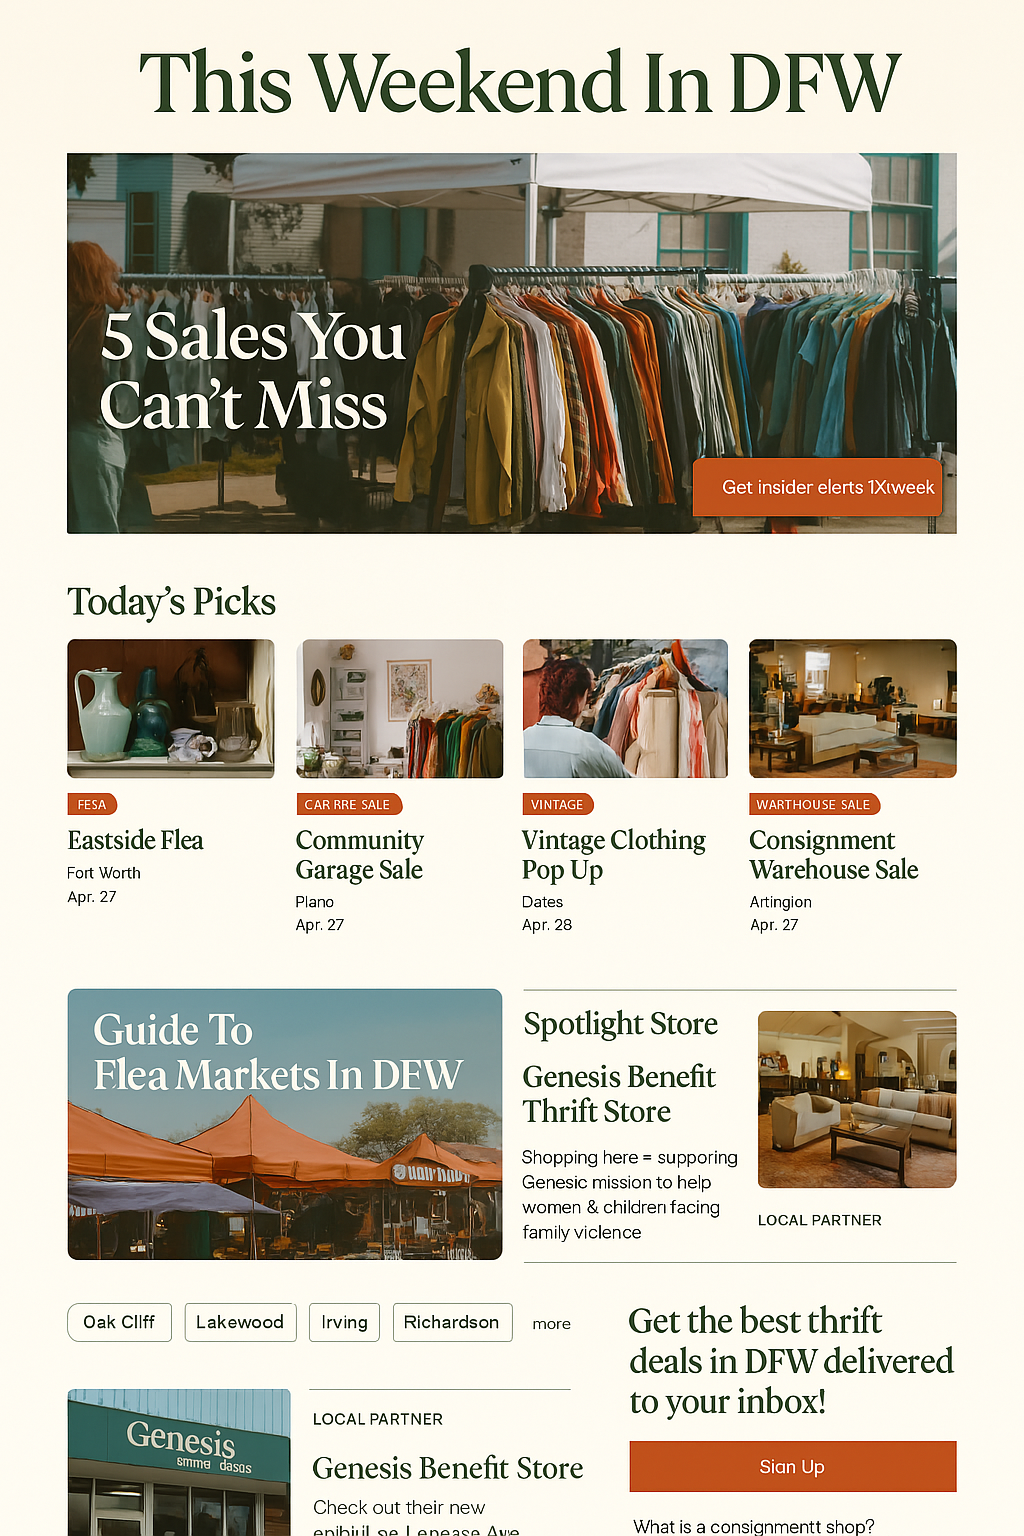 This Weekend In DFW
5 Sales You
Can't Miss
Get insider elerts 1X week
Today's Picks
FESA
Eastside Flea
Fort Worth
Apr. 27
CAR RRE SALE
Community
Garage Sale
Plano
Apr. 27
VINTAGE
Vintage Clothing
Pop Up
Dates
Apr. 28
WARTHOUSE SALE
Consignment
Warehouse Sale
Artingion
Apr. 27
Guide To
Flea Markets In DFW
Spotlight Store
Genesis Benefit
Thrift Store
Shopping here = supporing
Genesic mission to help
women & children facing
family viclence
LOCAL PARTNER
Oak Cliff
Lakewood
Irving
Richardson
more
Get the best thrift
deals in DFW delivered
to your inbox!
Sian Up
What is a consignmentt shop?
Genesis
LOCAL PARTNER
Genesis Benefit Store
Check out their new